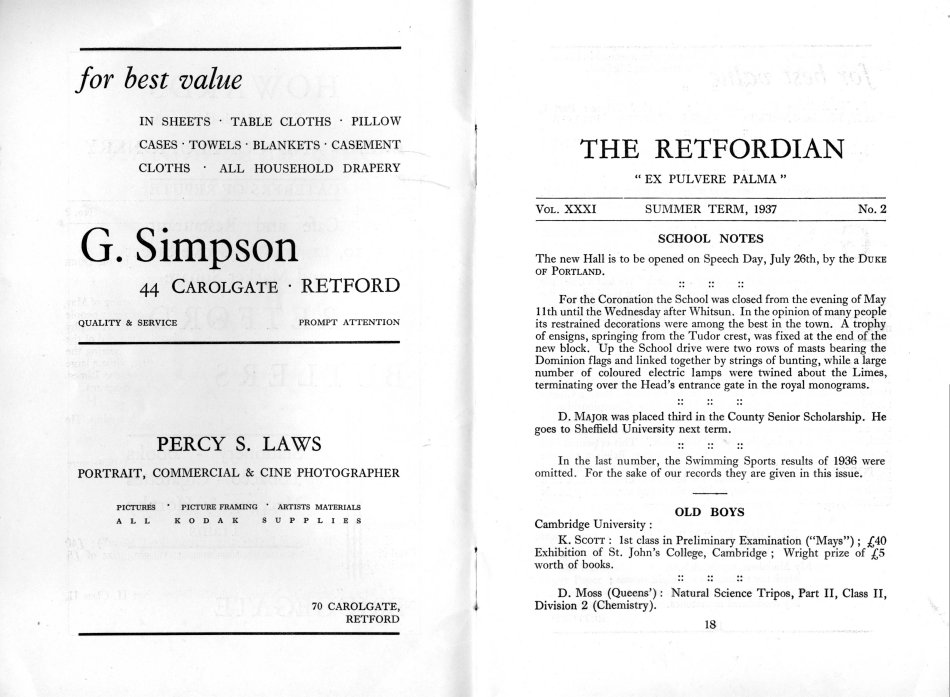 for best value
IN SHEETS · TABLE CLOTHS · PILLOW
CASES · TOWELS · BLANKETS · CASEMENT
CLOTHS · ALL HOUSEHOLD DRAPERY
G. Simpson
44 CAROLGATE · RETFORD
QUALITY & SERVICE PROMPT ATTENTION
PERCY S. LAWS
PORTRAIT, COMMERCIAL & CINE PHOTOGRAPHER
PICTURES · PICTURE FRAMING · ARTISTS MATERIALS
ALL KODAK SUPPLIES
70 CAROLGATE,
RETFORD
THE RETFORDIAN
" EX PULVERE PALMA "
VOL. XXXI SUMMER TERM, 1937 No. 2
SCHOOL NOTES
The new Hall is to be opened on Speech Day, July 26th, by the DUKE
OF PORTLAND.
:: :: ::
For the Coronation the School was closed from the evening of May
11th until the Wednesday after Whitsun. In the opinion of many people
its restrained decorations were among the best in the town. A trophy
of ensigns, springing from the Tudor crest, was fixed at the end of the
new block. Up the School drive were two rows of masts bearing the
Dominion flags and linked together by strings of bunting, while a large
number of coloured electric lamps were twined about the Limes,
terminating over the Head's entrance gate in the royal monograms.
:: :: ::
D. MAJOR was placed third in the County Senior Scholarship. He
goes to Sheffield University next term.
:: :: ::
In the last number, the Swimming Sports results of 1936 were
omitted. For the sake of our records they are given in this issue.
OLD BOYS
Cambridge University :
K. SCOTT : 1st class in Preliminary Examination ("Mays") ; £40
Exhibition of St. John's College, Cambridge ; Wright prize of £5
worth of books.
:: :: ::
D. Moss (Queens') : Natural Science Tripos, Part II, Class II,
Division 2 (Chemistry).
18